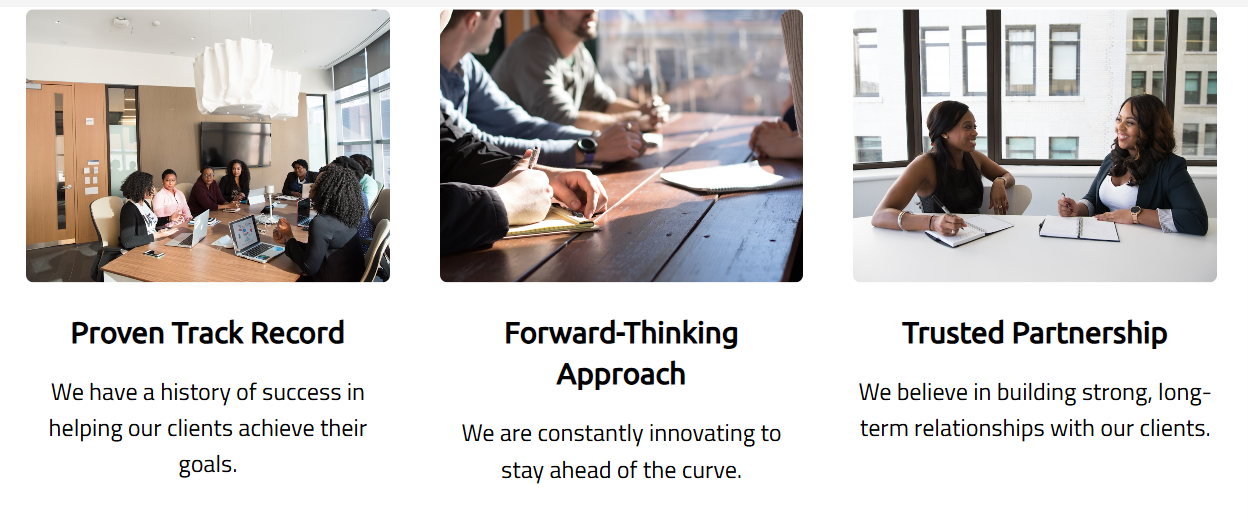 Proven Track Record
We have a history of success in
helping our clients achieve their
goals.
Forward-Thinking
Approach
We are constantly innovating to
stay ahead of the curve.
Trusted Partnership
We believe in building strong, long-
term relationships with our clients.